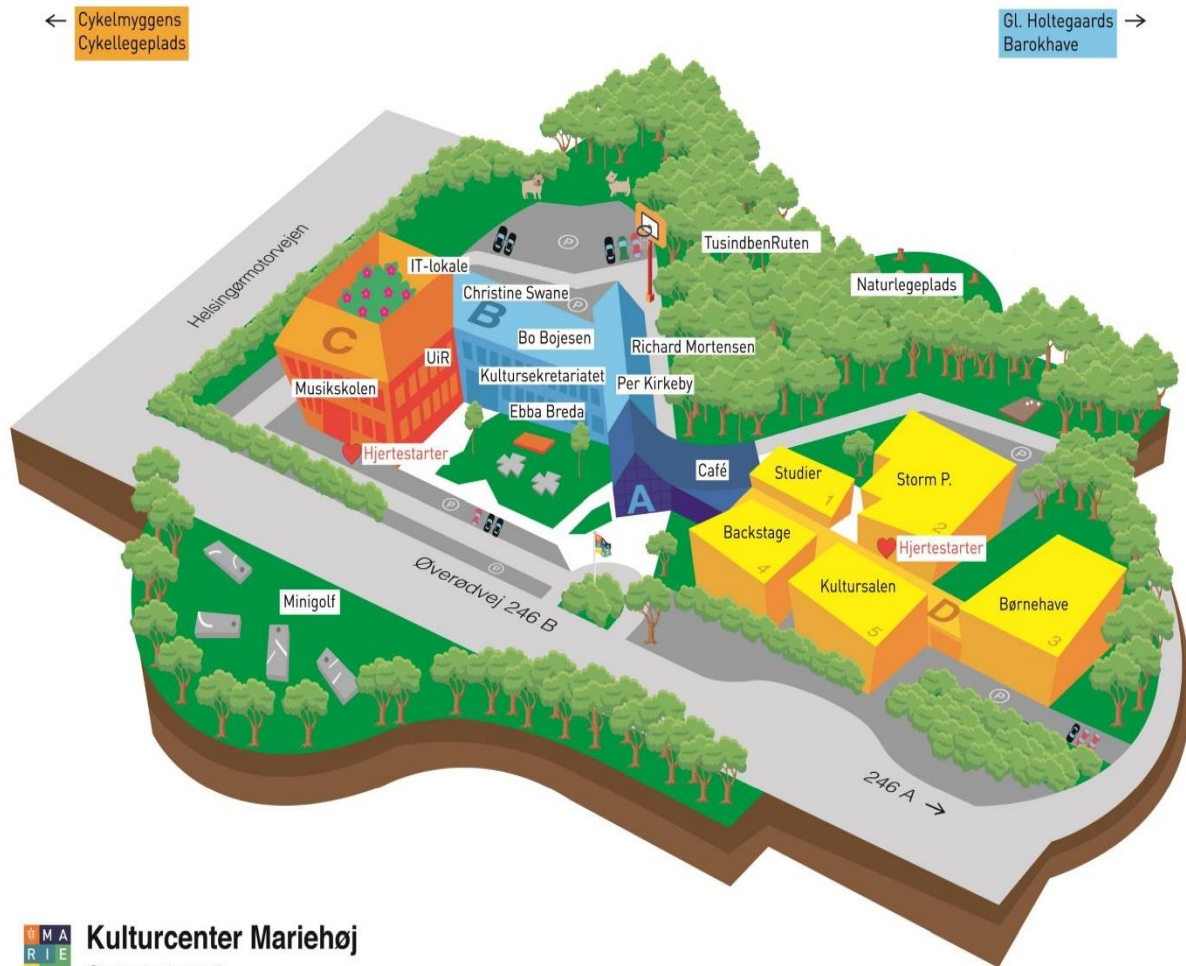 ← Cykelmyggens
Cykellegeplads
Gl. Holtegaards →
Barokhave
Helsingørmotorvejen
P
TusindbenRuten
IT-lokale
Naturlegeplads
Christine Swane
P
C
B
Bo Bojesen
Richard Mortensen
UiR
Musikskolen
Kultursekretariatet
Per Kirkeby
Ebba Breda
Hjertestarter
Café
A
P
Studier
1
Storm P.
2
P
Backstage
4
Hjertestarter
Kultursalen
5
D
Børnehave
3
P
P
Øverødvej 246 B
Minigolf
246 A →
MA
RIE
Kulturcenter Mariehøj